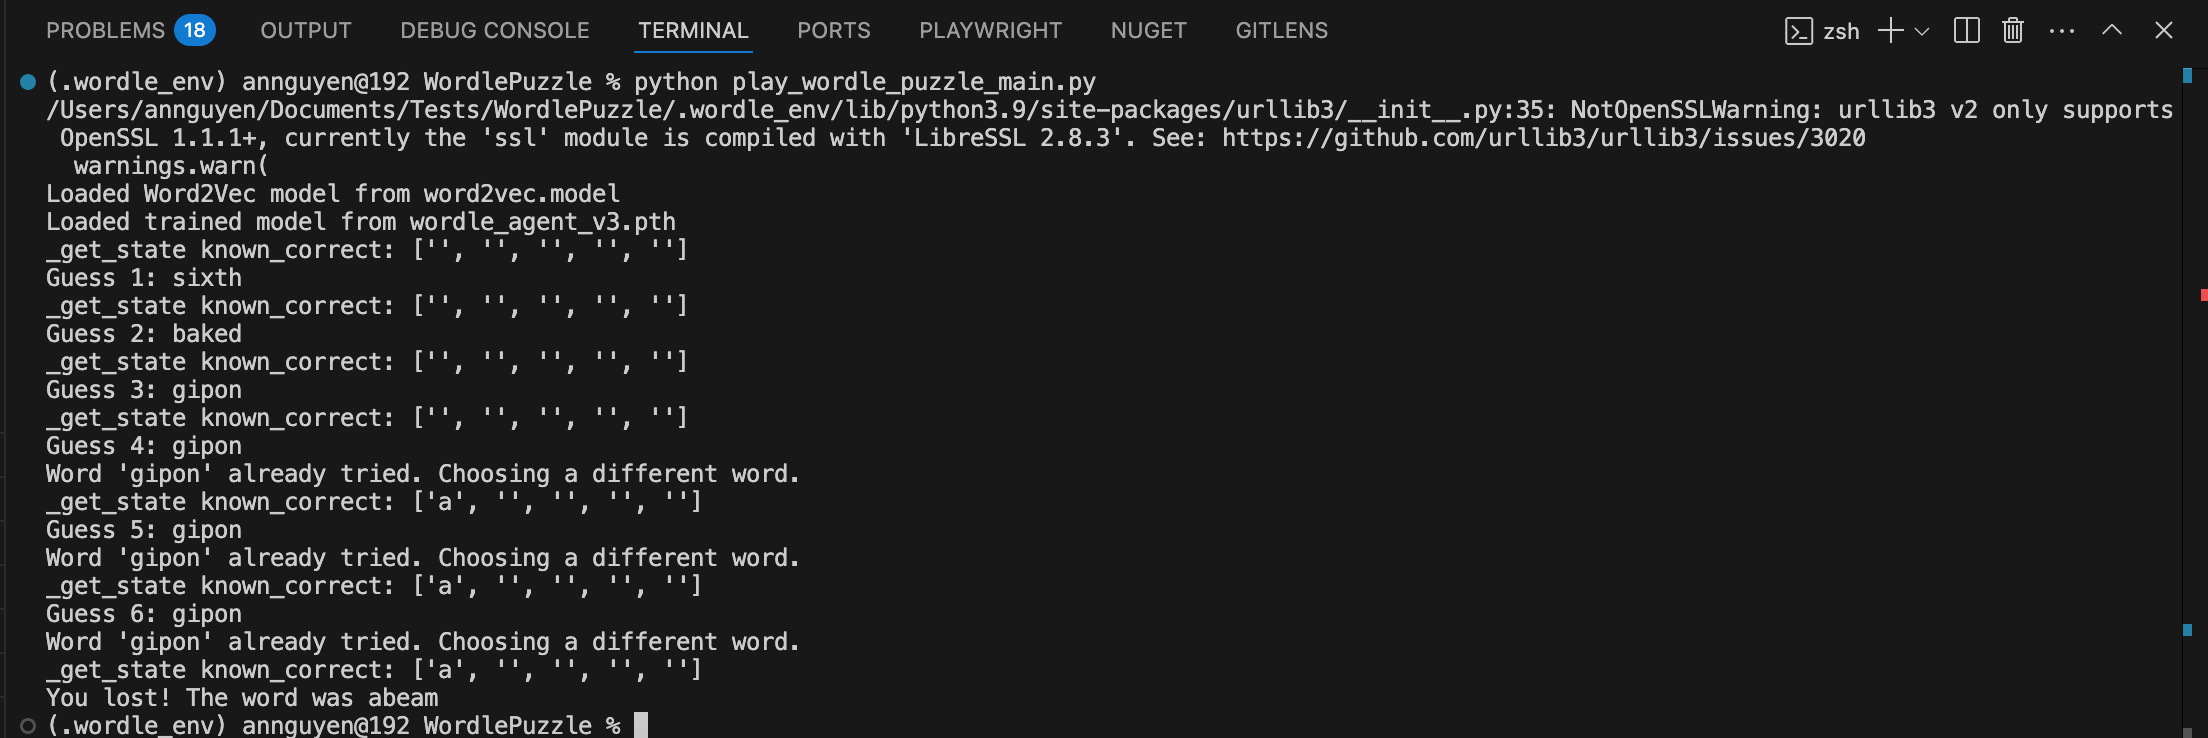 PROBLEMS 18 OUTPUT DEBUG CONSOLE TERMINAL PORTS PLAYWRIGHT NUGET GITLENS zsh
(.wordle_env) annguyen@192 WordlePuzzle % python play_wordle_puzzle_main.py
/Users/annguyen/Documents/Tests/WordlePuzzle/.wordle_env/lib/python3.9/site-packages/urllib3/__init__.py:35: NotOpenSSLWarning: urllib3 v2 only supports
 OpenSSL 1.1.1+, currently the 'ssl' module is compiled with 'LibreSSL 2.8.3'. See: https://github.com/urllib3/urllib3/issues/3020
  warnings.warn(
Loaded Word2Vec model from word2vec.model
Loaded trained model from wordle_agent_v3.pth
_get_state known_correct: ['', '', '', '', '']
Guess 1: sixth
_get_state known_correct: ['', '', '', '', '']
Guess 2: baked
_get_state known_correct: ['', '', '', '', '']
Guess 3: gipon
_get_state known_correct: ['', '', '', '', '']
Guess 4: gipon
Word 'gipon' already tried. Choosing a different word.
_get_state known_correct: ['a', '', '', '', '']
Guess 5: gipon
Word 'gipon' already tried. Choosing a different word.
_get_state known_correct: ['a', '', '', '', '']
Guess 6: gipon
Word 'gipon' already tried. Choosing a different word.
_get_state known_correct: ['a', '', '', '', '']
You lost! The word was abeam
(.wordle_env) annguyen@192 WordlePuzzle %